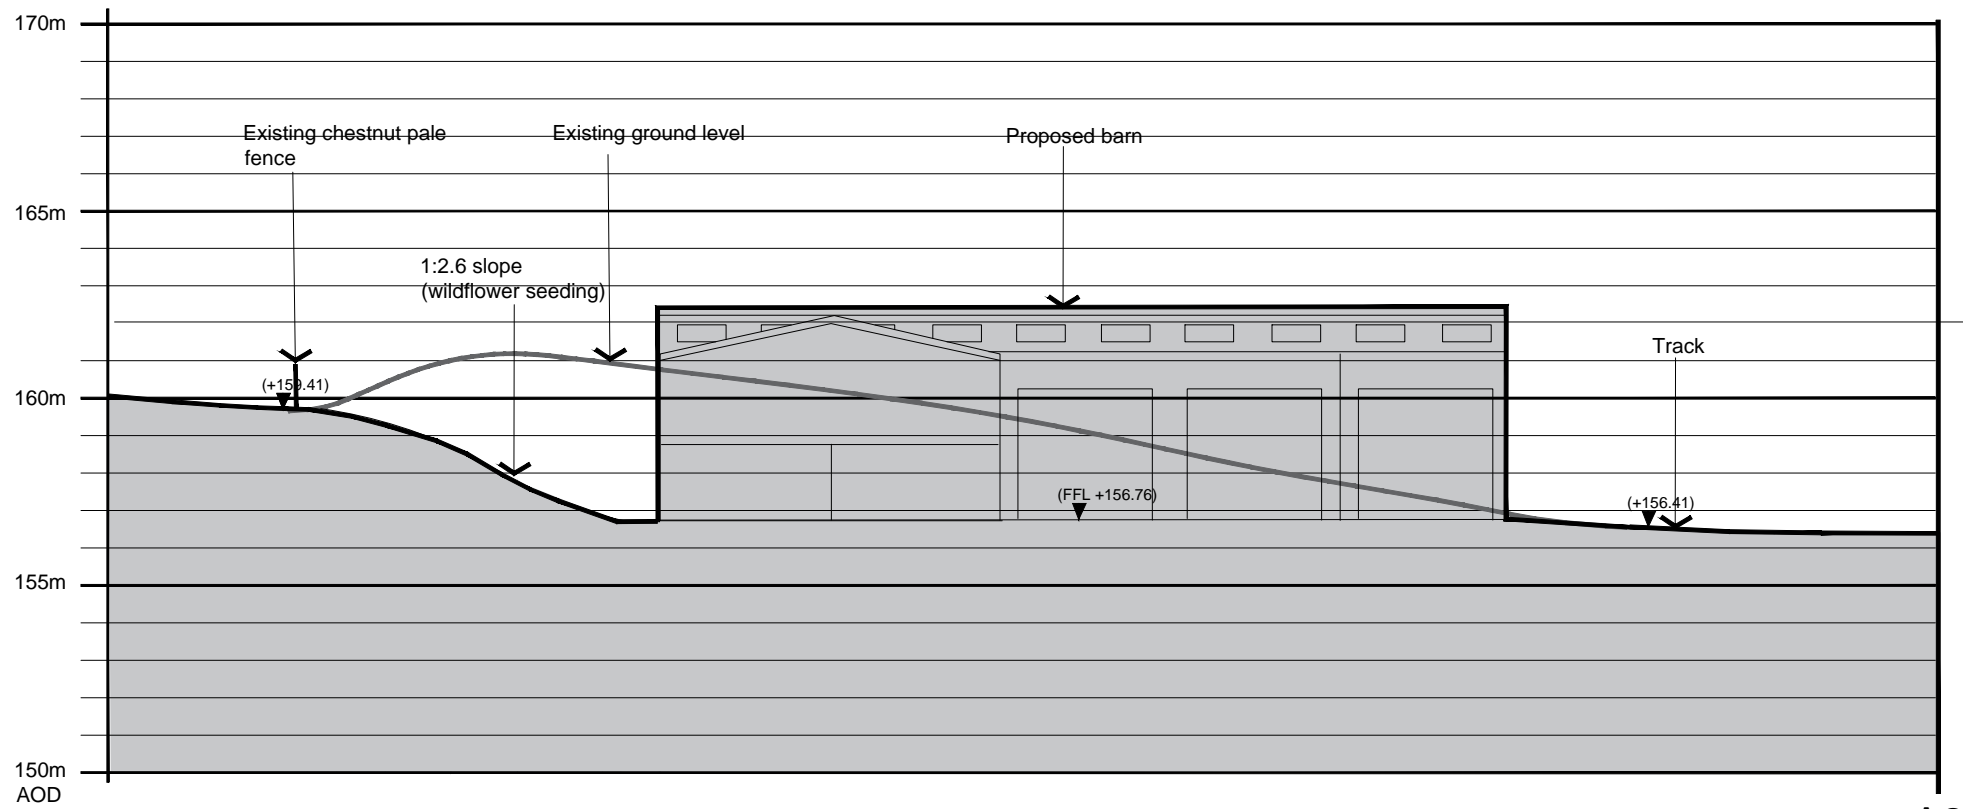 170m
Existing chestnut pale
fence
Existing ground level
Proposed barn
165m
1:2.6 slope
(wildflower seeding)
Track
(+159.41)
160m
(FFL +156.76)
(+156.41)
155m
150m
AOD